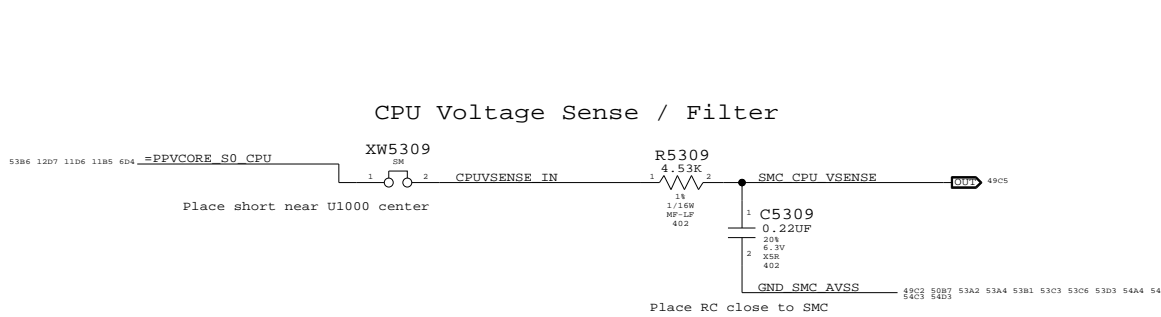 CPU Voltage Sense / Filter
XW5309
SM
53B6 12D7 11D6 11B5 6D4 =PPVCORE_S0_CPU
1 2 CPUVSENSE_IN
Place short near U1000 center
R5309
4.53K
1 2
1%
1/16W
MF-LF
402
SMC_CPU_VSENSE OUT 49C5
1 C5309
0.22UF
20%
6.3V
2 X5R
402
GND_SMC_AVSS 49C2 50B7 53A2 53A4 53B1 53C3 53C6 53D3 54A4 54
54C3 54D3
Place RC close to SMC